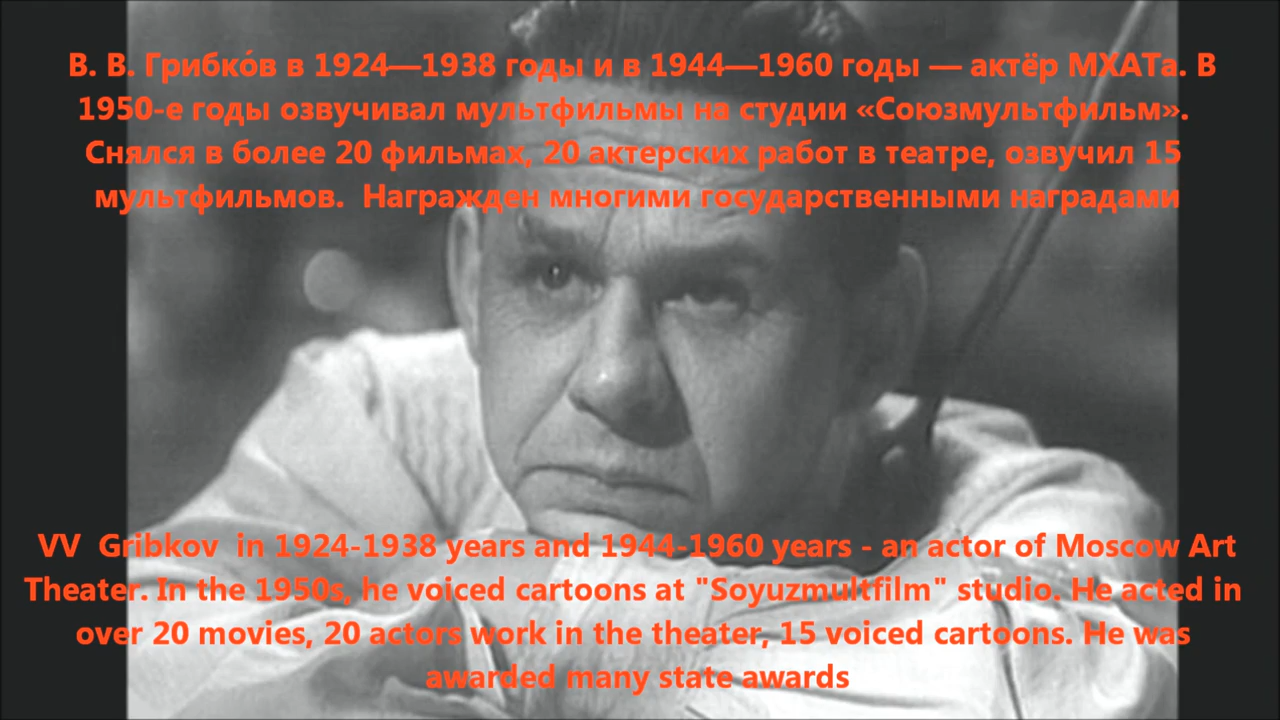 В. В. Грибко́в в 1924—1938 годы и в 1944—1960 годы — актёр МХАТа. В
1950-е годы озвучивал мультфильмы на студии «Союзмультфильм».
Снялся в более 20 фильмах, 20 актерских работ в театре, озвучил 15
мультфильмов.  Награжден многими государственными наградами
VV  Gribkov  in 1924-1938 years and 1944-1960 years - an actor of Moscow Art
Theater. In the 1950s, he voiced cartoons at "Soyuzmultfilm" studio. He acted in
over 20 movies, 20 actors work in the theater, 15 voiced cartoons. He was
awarded many state awards